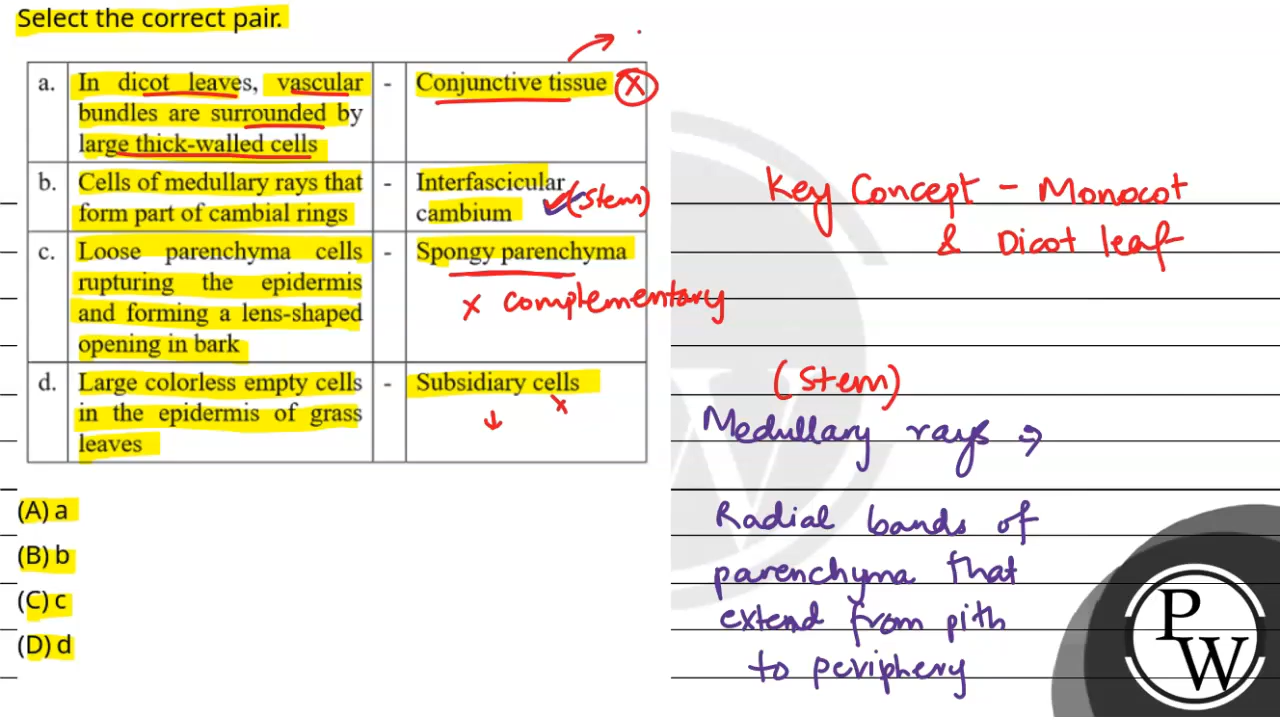 Select the correct pair.
a. In dicot leaves, vascular - Conjunctive tissue X
bundles are surrounded by
large thick-walled cells
b. Cells of medullary rays that - Interfascicular
form part of cambial rings cambium (Stem)
c. Loose parenchyma cells - Spongy parenchyma
rupturing the epidermis
and forming a lens-shaped
opening in bark
x complementary
d. Large colorless empty cells - Subsidiary cells
in the epidermis of grass
leaves
x
(A) a
(B) b
(C) c
(D) d
Key Concept - Monocot
& Dicot leaf
(Stem)
Medullary rays →
Radial bands of
parenchyma that
extend from pith
to periphery
P
W